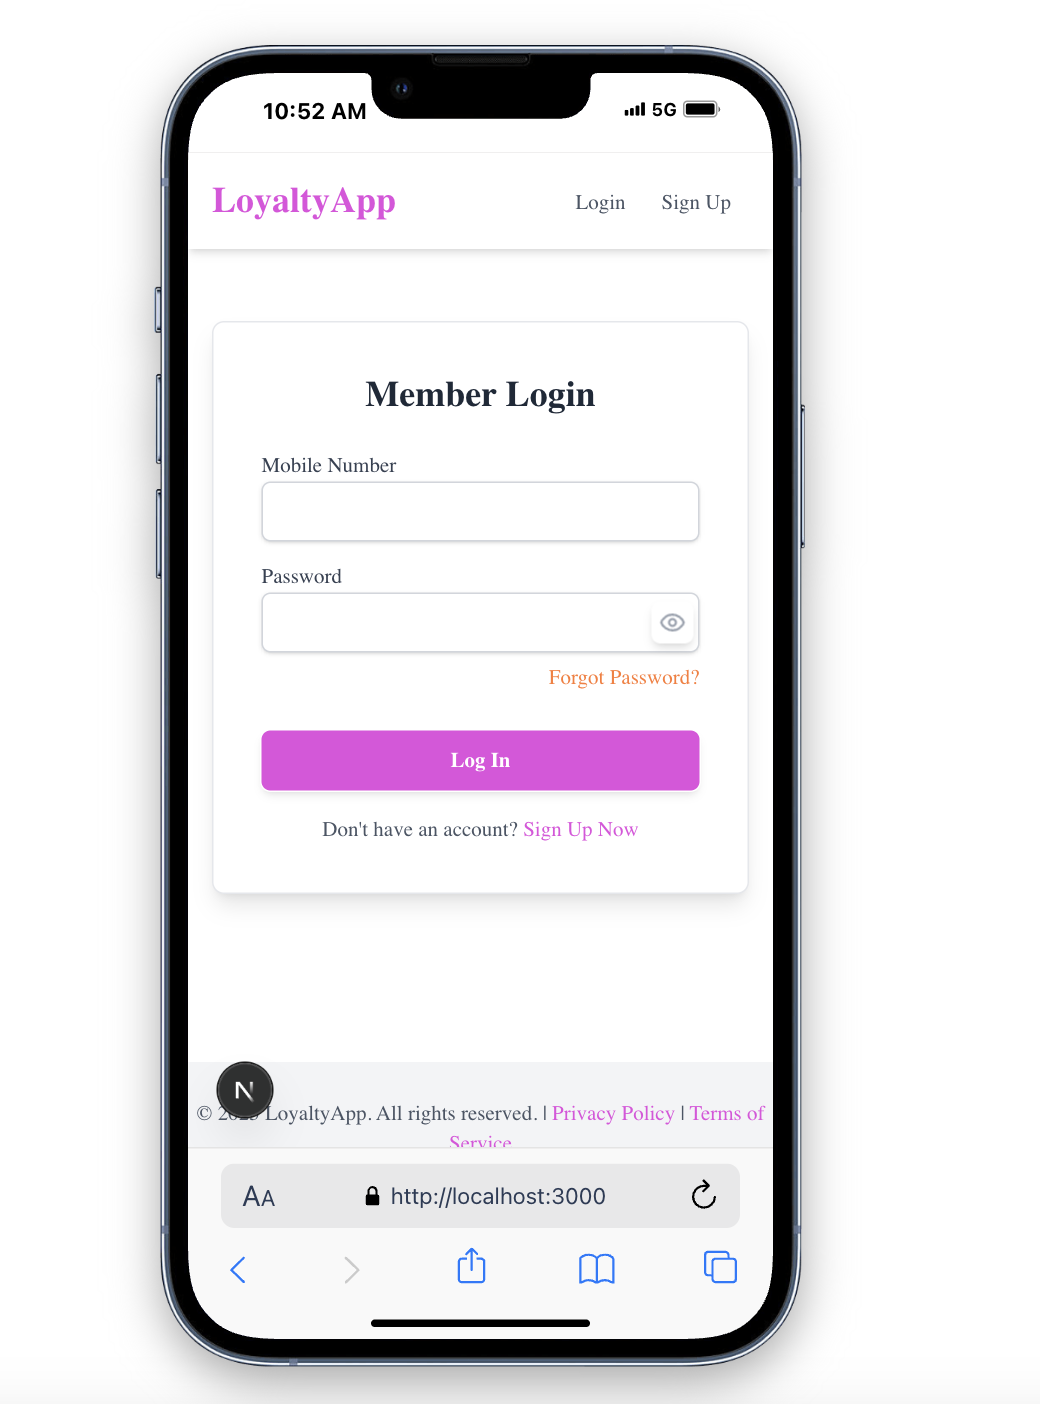 10:52 AM 5G
LoyaltyApp Login Sign Up
Member Login
Mobile Number
Password
Forgot Password?
Log In
Don't have an account? Sign Up Now
N
© 2025 LoyaltyApp. All rights reserved. | Privacy Policy | Terms of
Service
AA http://localhost:3000